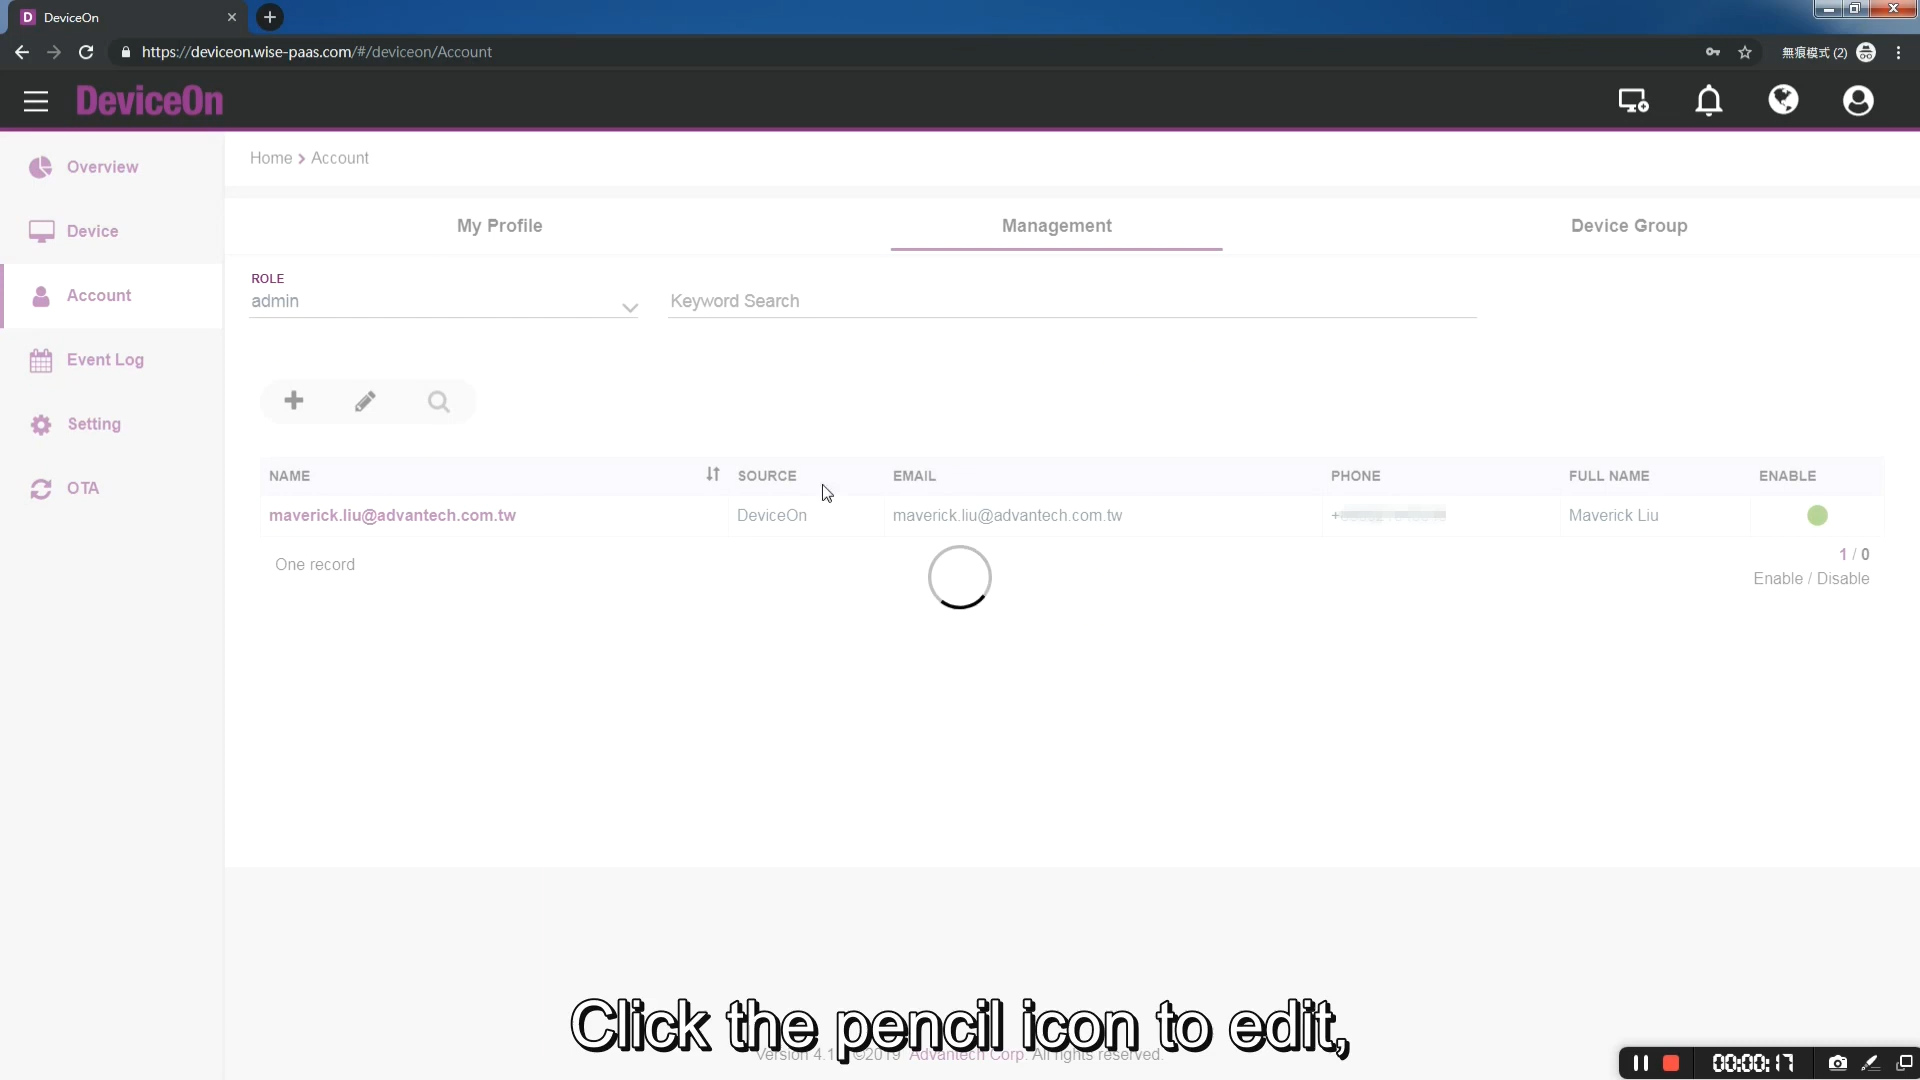 D DeviceOn
https://deviceon.wise-paas.com/#/deviceon/Account
無痕模式 (2)
DeviceOn
Overview
Home > Account
My Profile
Management
Device Group
Device
ROLE
admin
Keyword Search
Account
Event Log
Setting
OTA
NAME SOURCE EMAIL PHONE FULL NAME ENABLE
maverick.liu@advantech.com.tw DeviceOn maverick.liu@advantech.com.tw + Maverick Liu
One record
1 / 0
Enable / Disable
Click the pencil icon to edit,
Version 4.1 ©2019 Advantech Corp. All rights reserved.
00:00:17